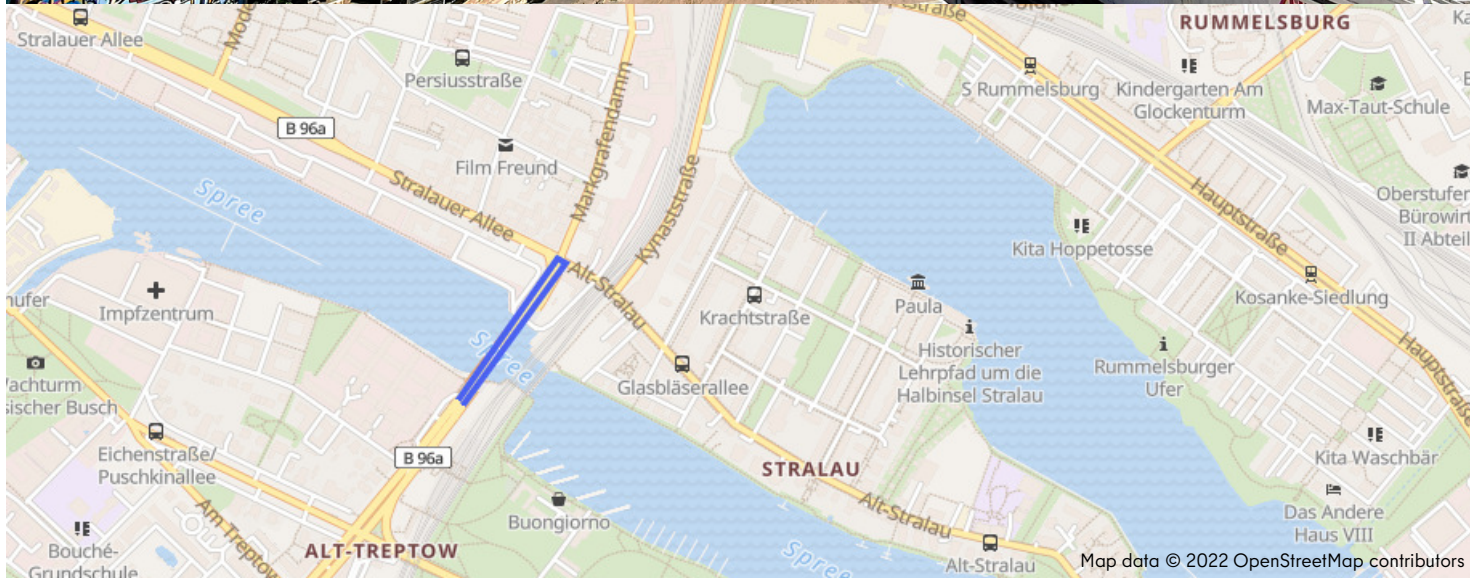 RUMMELSBURG
Stralauer Allee
Persiusstraße
S Rummelsburg
Kindergarten Am
Glockenturm
Max-Taut-Schule
B 96a
Film Freund
Markgrafendamm
Stralauer Allee
Kynaststraße
Hauptstraße
Spree
Kita Hoppetosse
Impfzentrum
Alt-Stralau
Krachtstraße
Paula
Kosanke-Siedlung
Historischer
Lehrpfad um die
Halbinsel Stralau
Rummelsburger
Ufer
Hauptstraße
Spree
Glasbläserallee
Eichenstraße/
Puschkinallee
B 96a
STRALAU
Kita Waschbär
Buongiorno
Alt-Stralau
Das Andere
Haus VIII
Am Treptow
Bouché-
Grundschule
ALT-TREPTOW
Spree
Alt-Stralau
Map data © 2022 OpenStreetMap contributors